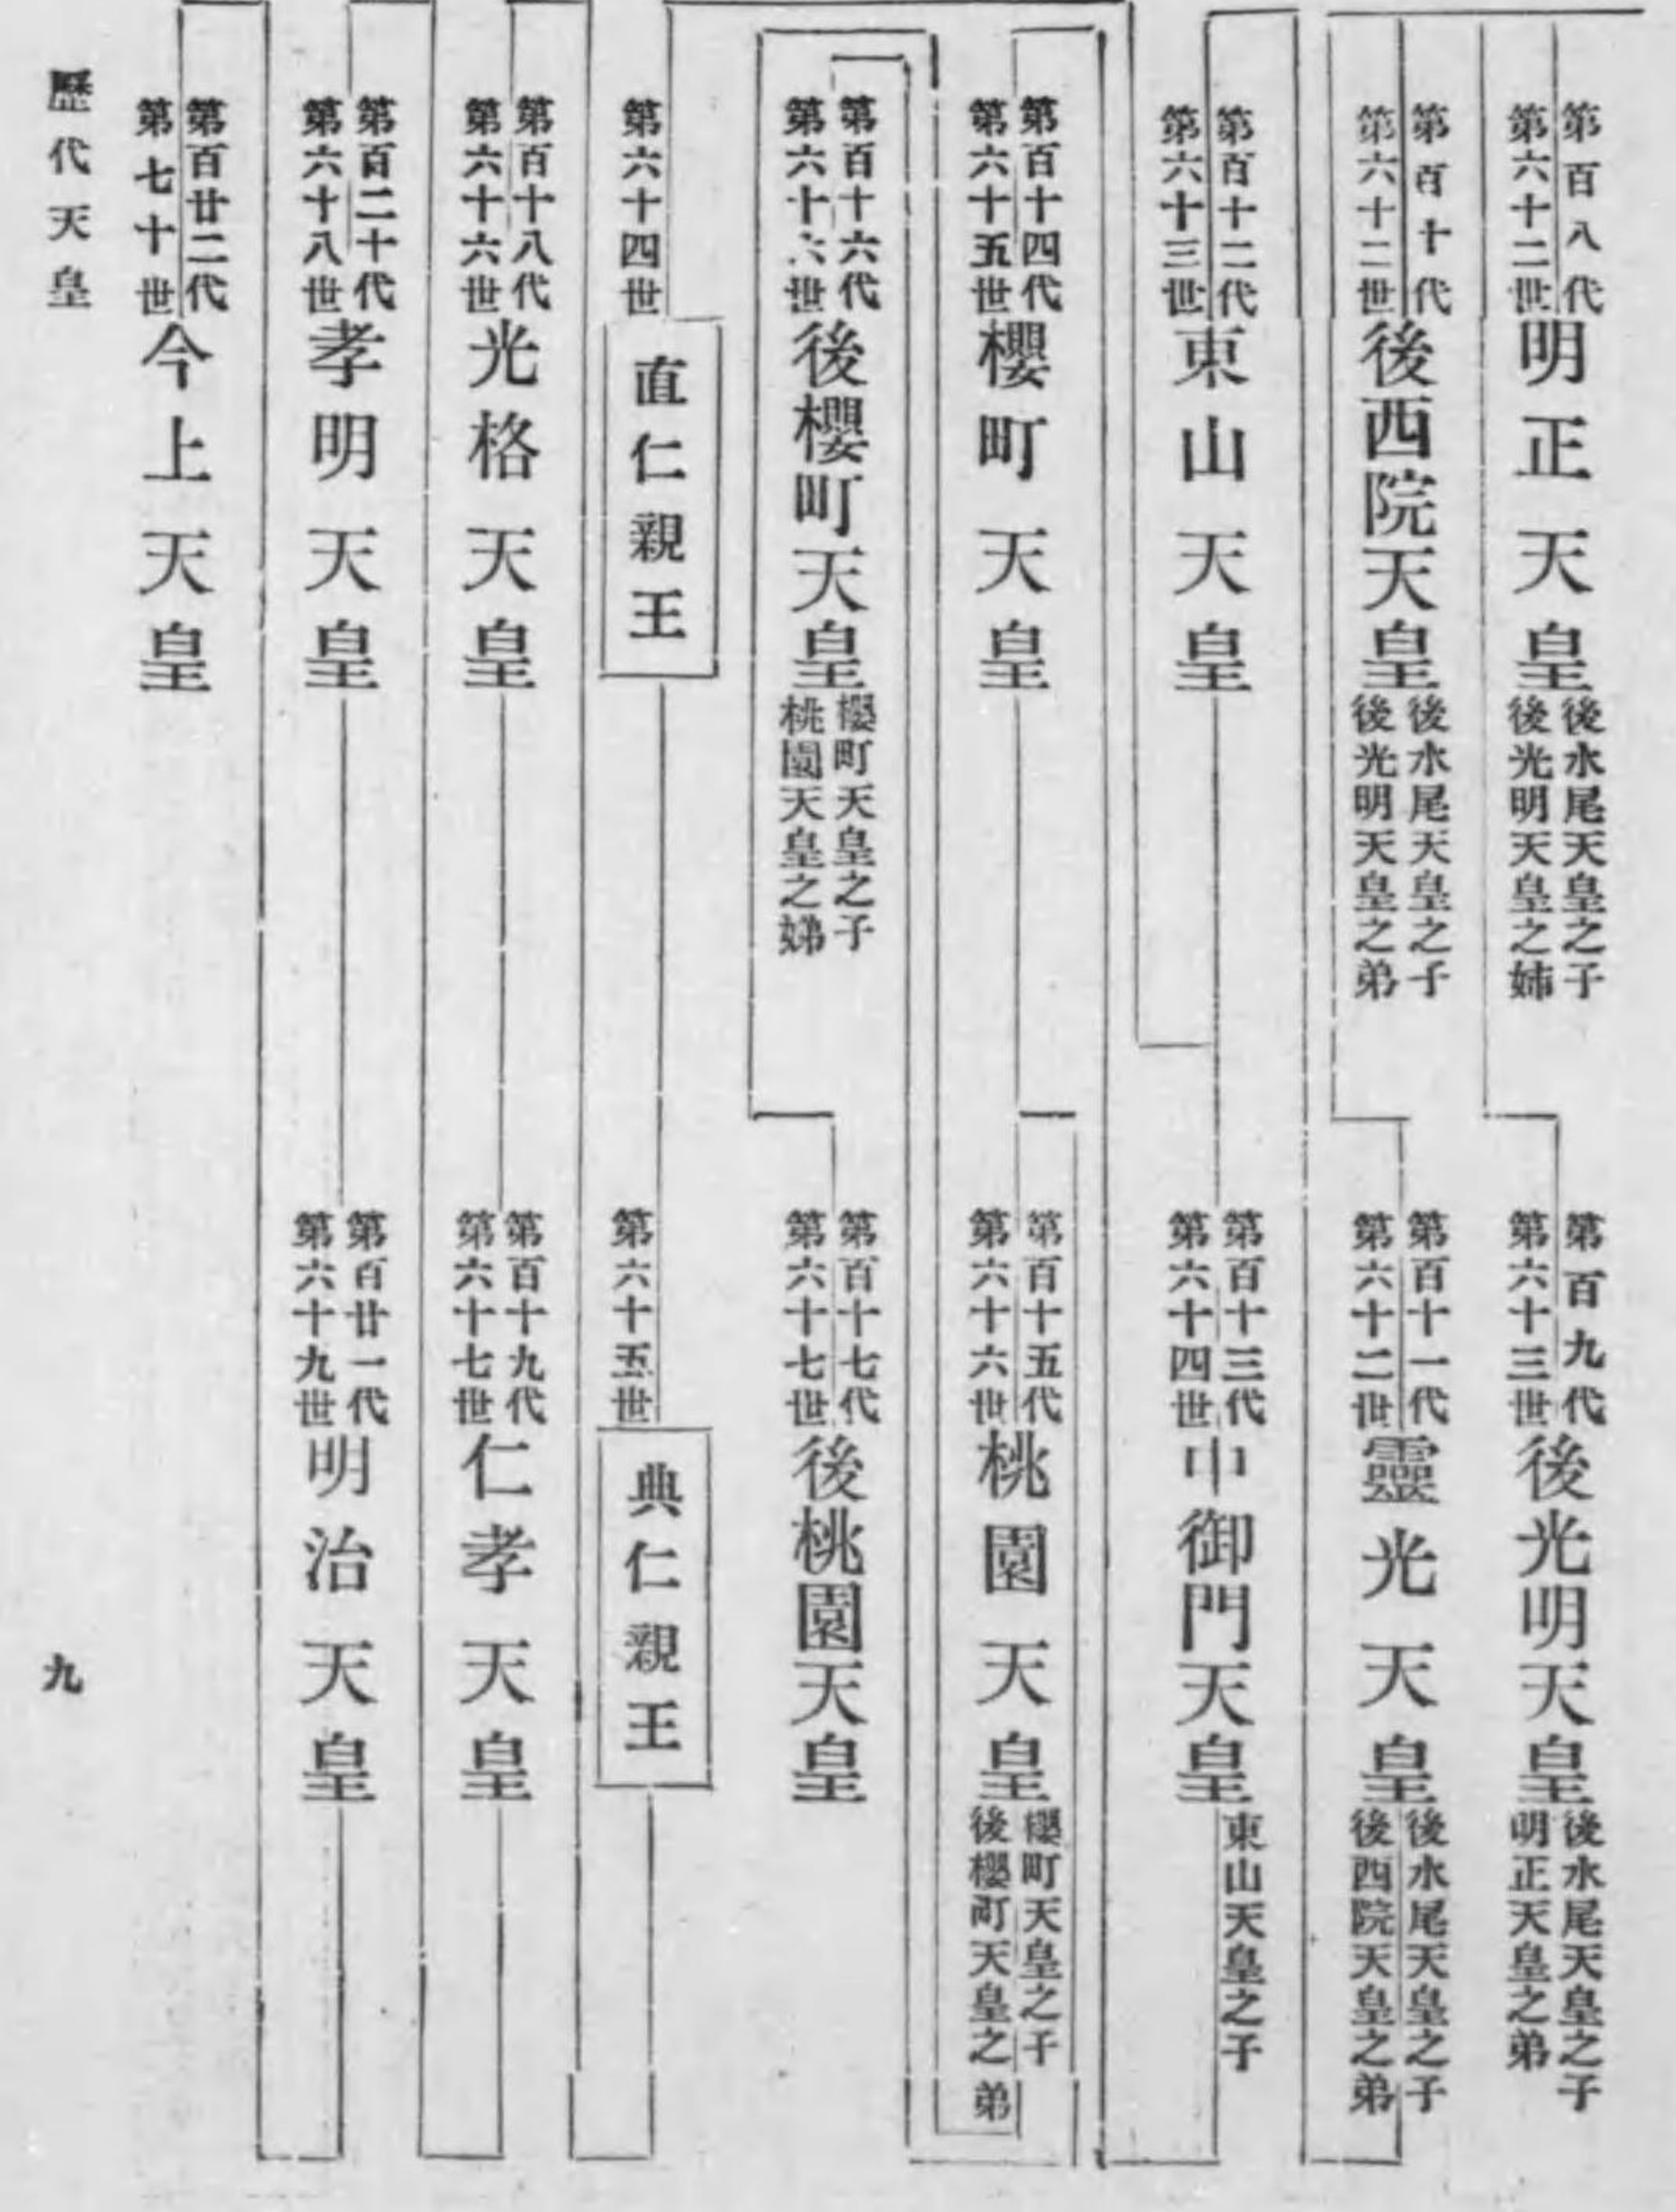 第百八代
第六十二世
明正天皇
後水尾天皇之子
後光明天皇之姉
第百九代
第六十三世
後光明天皇
後水尾天皇之子
明正天皇之弟
第百十代
第六十二世
後西院天皇
後水尾天皇之子
後光明天皇之弟
第百十一代
第六十二世
靈光天皇
後水尾天皇之子
後西院天皇之弟
第百十二代
第六十三世
東山天皇
第百十三代
第六十四世
中御門天皇
東山天皇之子
第百十四代
第六十五世
櫻町天皇
第百十五代
第六十六世
桃園天皇
櫻町天皇之子
後櫻町天皇之弟
第百十六代
第六十六世
後櫻町天皇
櫻町天皇之子
桃園天皇之娣
第百十七代
第六十七世
後桃園天皇
第六十四世
直仁親王
第六十五世
典仁親王
第百十八代
第六十六世
光格天皇
第百十九代
第六十七世
仁孝天皇
第百二十代
第六十八世
孝明天皇
第百廿一代
第六十九世
明治天皇
第百廿二代
第七十世
今上天皇
歷代天皇
九